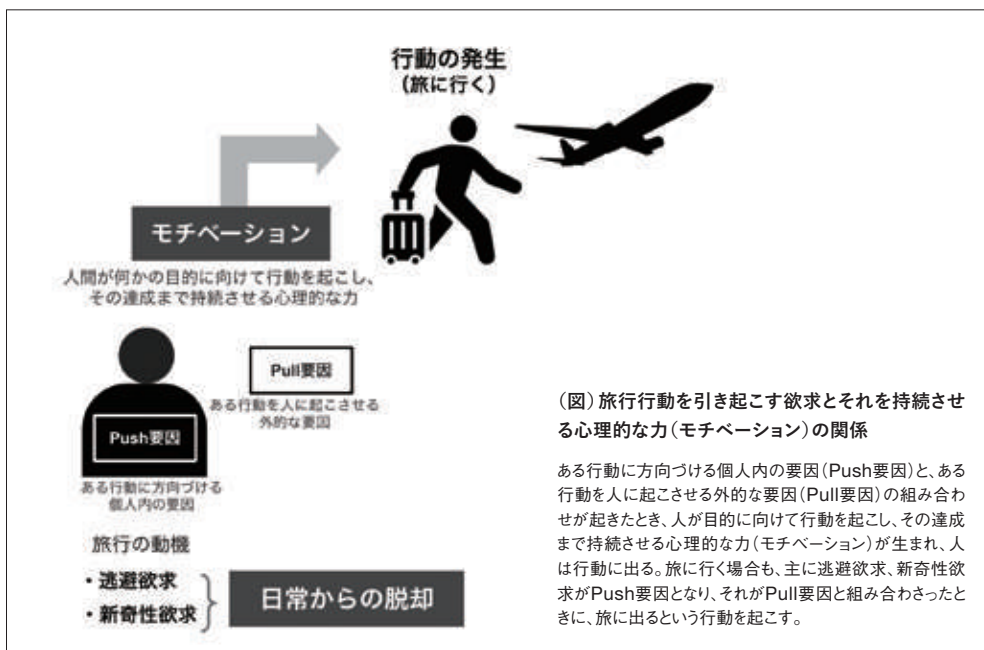 行動の発生
(旅に行く)
モチベーション
人間が何かの目的に向けて行動を起こし、
その達成まで持続させる心理的な力
Pull要因
ある行動を人に起こさせる
外的な要因
Push要因
ある行動に方向づける
個人内の要因
旅行の動機
・逃避欲求
・新奇性欲求
日常からの脱却
(図)旅行行動を引き起こす欲求とそれを持続させ
る心理的な力(モチベーション)の関係
ある行動に方向づける個人内の要因(Push要因)と、ある
行動を人に起こさせる外的な要因(Pull要因)の組み合わ
せが起きたとき、人が目的に向けて行動を起こし、その達成
まで持続させる心理的な力(モチベーション)が生まれ、人
は行動に出る。旅に行く場合も、主に逃避欲求、新奇性欲
求がPush要因となり、それがPull要因と組み合わさったと
きに、旅に出るという行動を起こす。